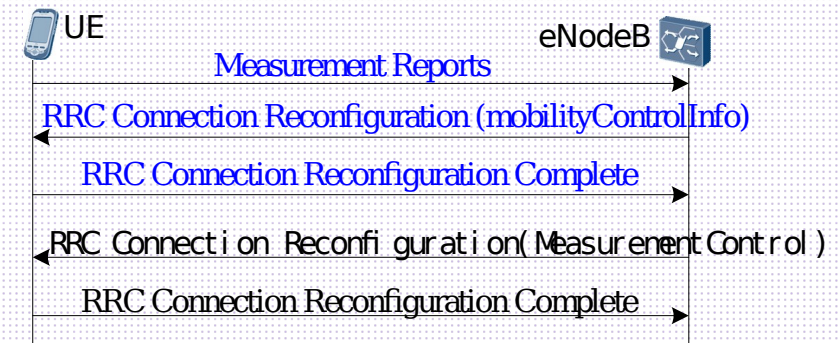 UE
eNodeB
Measurement Reports
RRC Connection Reconfiguration (mobilityControlInfo)
RRC Connection Reconfiguration Complete
RRC Connection Reconfiguration(MeasurementControl)
RRC Connection Reconfiguration Complete